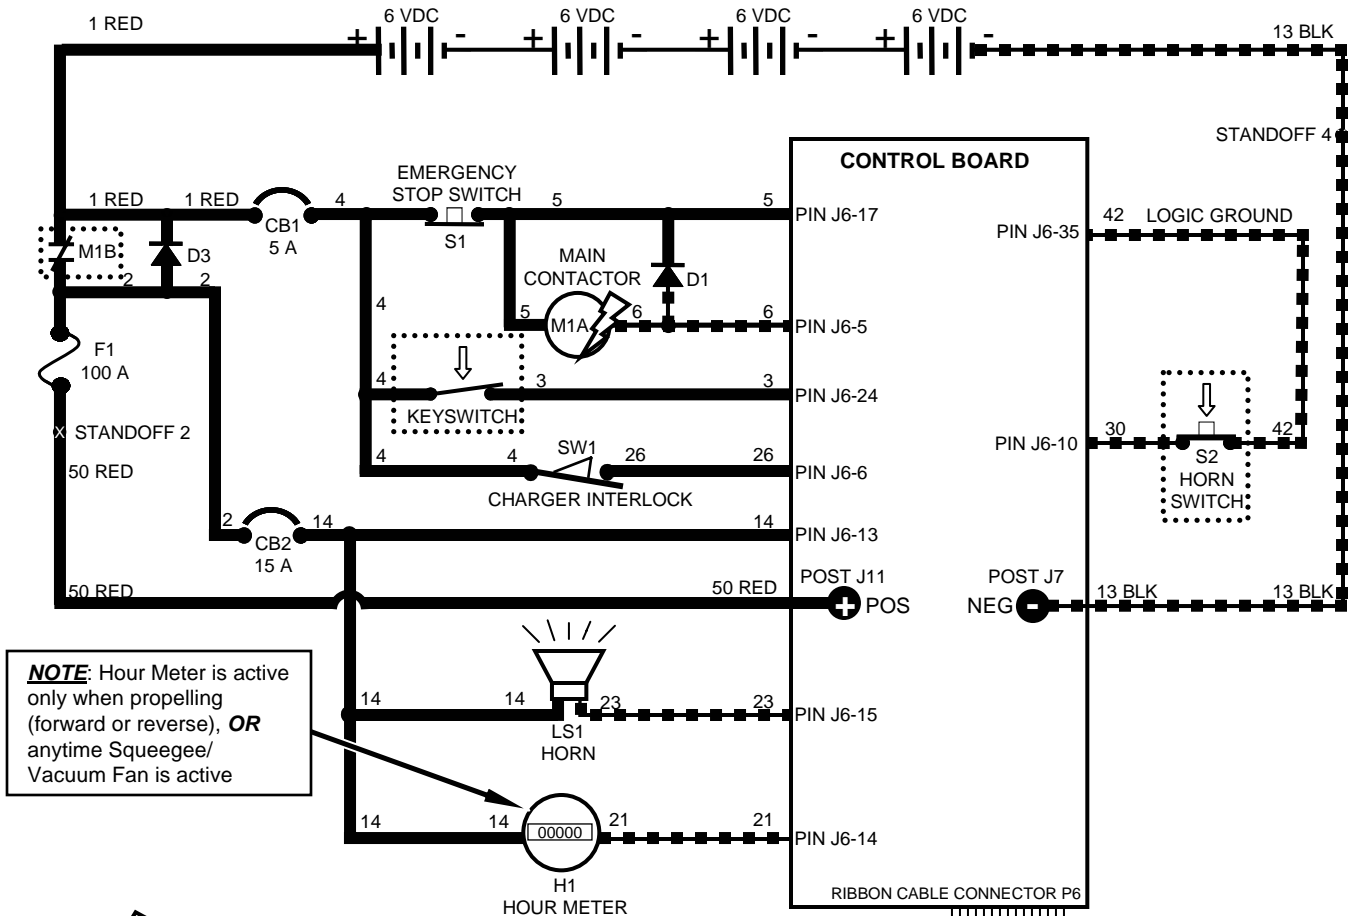 6 VDC 6 VDC 6 VDC 6 VDC
1 RED
+ - + - + - + -
13 BLK
STANDOFF 4
CONTROL BOARD
EMERGENCY
STOP SWITCH
1 RED 1 RED 4 5 5
CB1
5 A
S1
PIN J6-17
42 LOGIC GROUND
PIN J6-35
M1B
D3
MAIN
CONTACTOR
D1
2 2
4
5 M1A 6 6
PIN J6-5
F1
100 A
4 3 3
PIN J6-24
KEYSWITCH
X STANDOFF 2
30 42
PIN J6-10
S2
HORN
SWITCH
50 RED
4 4 SW1 26 26
PIN J6-6
CHARGER INTERLOCK
2 14 14
CB2
15 A
PIN J6-13
50 RED 50 RED
POST J11
+ POS
POST J7
NEG -
13 BLK 13 BLK
NOTE: Hour Meter is active
only when propelling
(forward or reverse), OR
anytime Squeegee/
Vacuum Fan is active
14 14 23 23
PIN J6-15
LS1
HORN
14 14 00000 21 21
PIN J6-14
H1
HOUR METER
RIBBON CABLE CONNECTOR P6